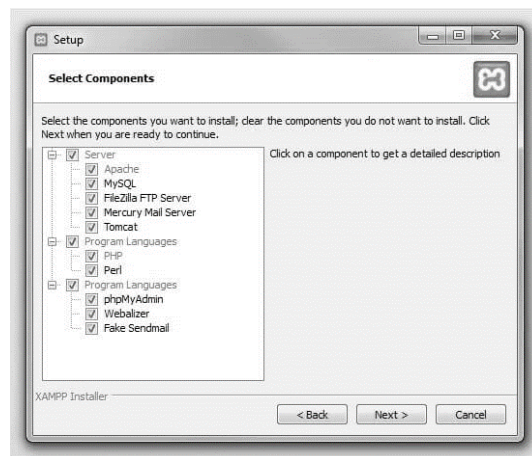 Setup
Select Components
Select the components you want to install; clear the components you do not want to install. Click
Next when you are ready to continue.
Server
Apache
MySQL
FileZilla FTP Server
Mercury Mail Server
Tomcat
Program Languages
PHP
Perl
Program Languages
phpMyAdmin
Webalizer
Fake Sendmail
Click on a component to get a detailed description
XAMPP Installer
< Back
Next >
Cancel